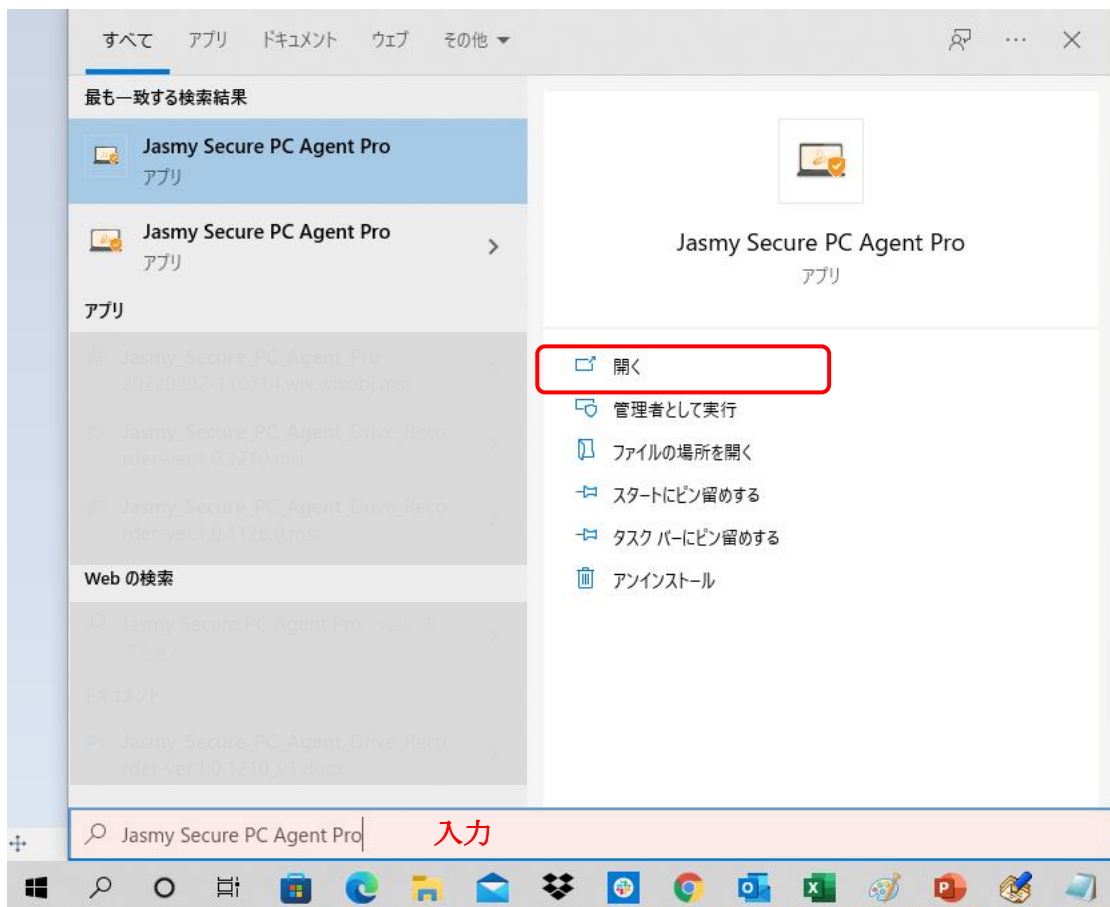 すべて アプリ ドキュメント ウェブ その他 ▼
最も一致する検索結果
Jasmy Secure PC Agent Pro
アプリ
Jasmy Secure PC Agent Pro
アプリ
アプリ
Jasmy_Secure_PC_Agent_Pro-
20220202-110714.wix.wixobj.msi
Jasmy_Secure_PC_Agent_Drive_Reco
rder-ver.1.0.1210.msi
Jasmy_Secure_PC_Agent_Drive_Reco
rder-ver.1.0.1126.0.msi
Web の検索
Jasmy Secure PC Agent Pro
ドキュメント
Jasmy_Secure_PC_Agent_Drive_Reco
rder-ver.1.0.1210_v1.docx
Jasmy Secure PC Agent Pro
アプリ
開く
管理者として実行
ファイルの場所を開く
スタートにピン留めする
タスク バーにピン留めする
アンインストール
Jasmy Secure PC Agent Pro 入力